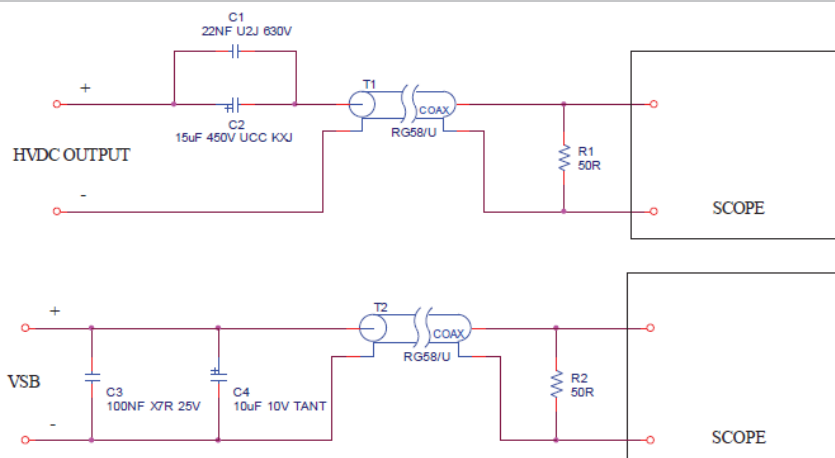 C1
22NF U2J 630V
+
T1
COAX
C2
15uF 450V UCC KXJ
RG58/U
HVDC OUTPUT
R1
50R
-
SCOPE
+
T2
COAX
RG58/U
VSB
C3
100NF X7R 25V
C4
10uF 10V TANT
R2
50R
-
SCOPE